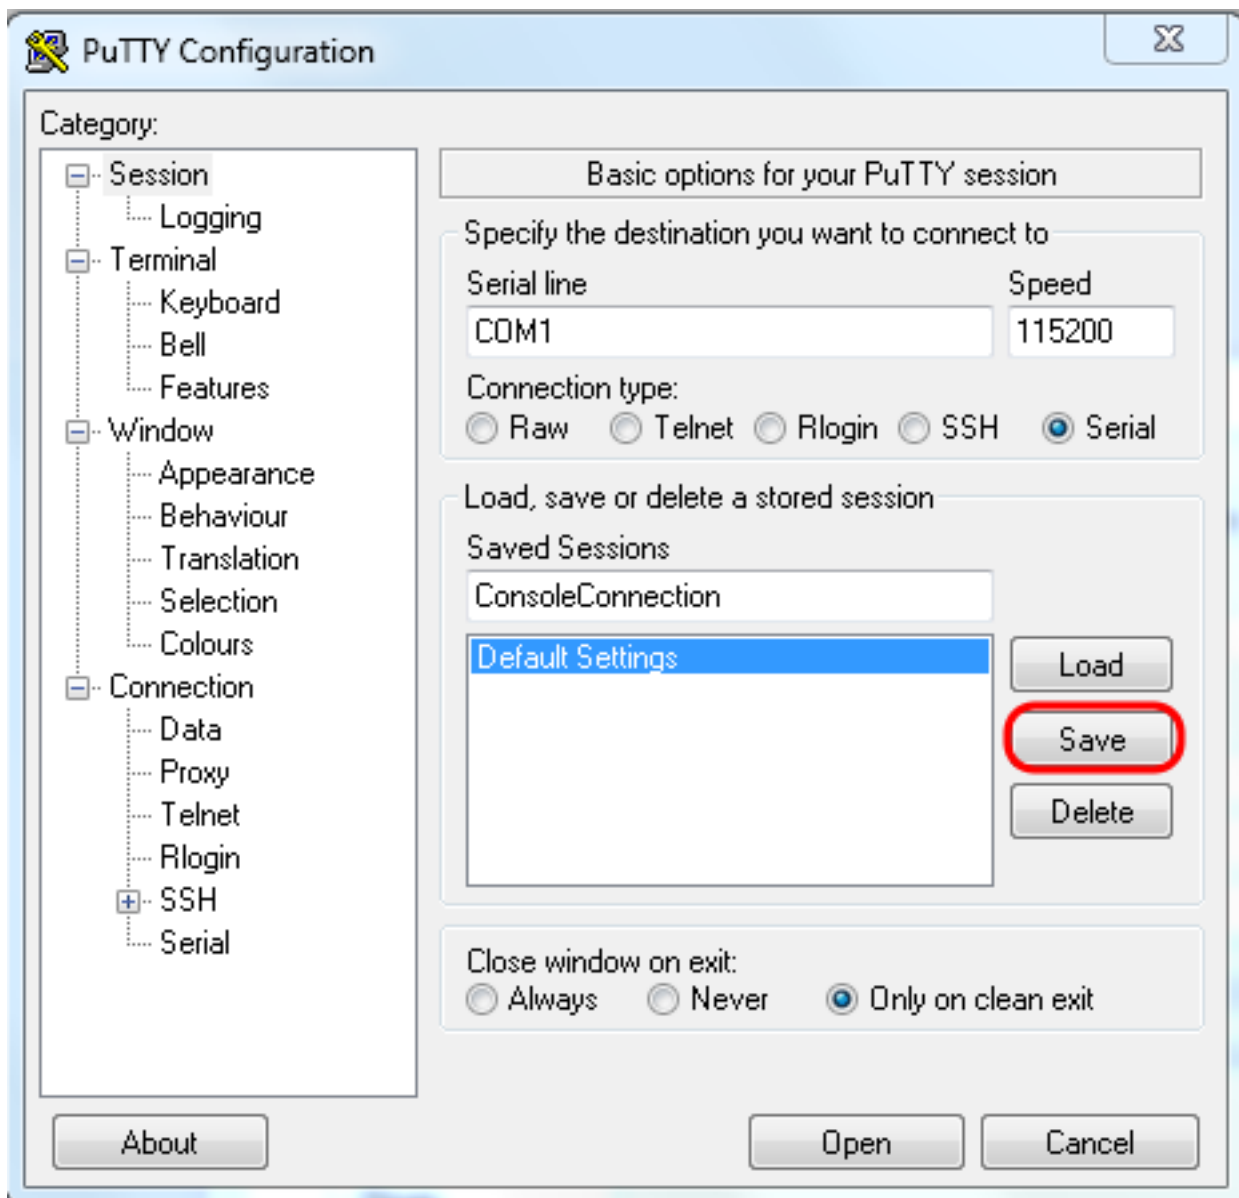 PuTTY Configuration
Category:
Session
Logging
Terminal
Keyboard
Bell
Features
Window
Appearance
Behaviour
Translation
Selection
Colours
Connection
Data
Proxy
Telnet
Rlogin
SSH
Serial
Basic options for your PuTTY session
Specify the destination you want to connect to
Serial line Speed
COM1 115200
Connection type:
Raw Telnet Rlogin SSH Serial
Load, save or delete a stored session
Saved Sessions
ConsoleConnection
Default Settings
Load
Save
Delete
Close window on exit:
Always Never Only on clean exit
About Open Cancel